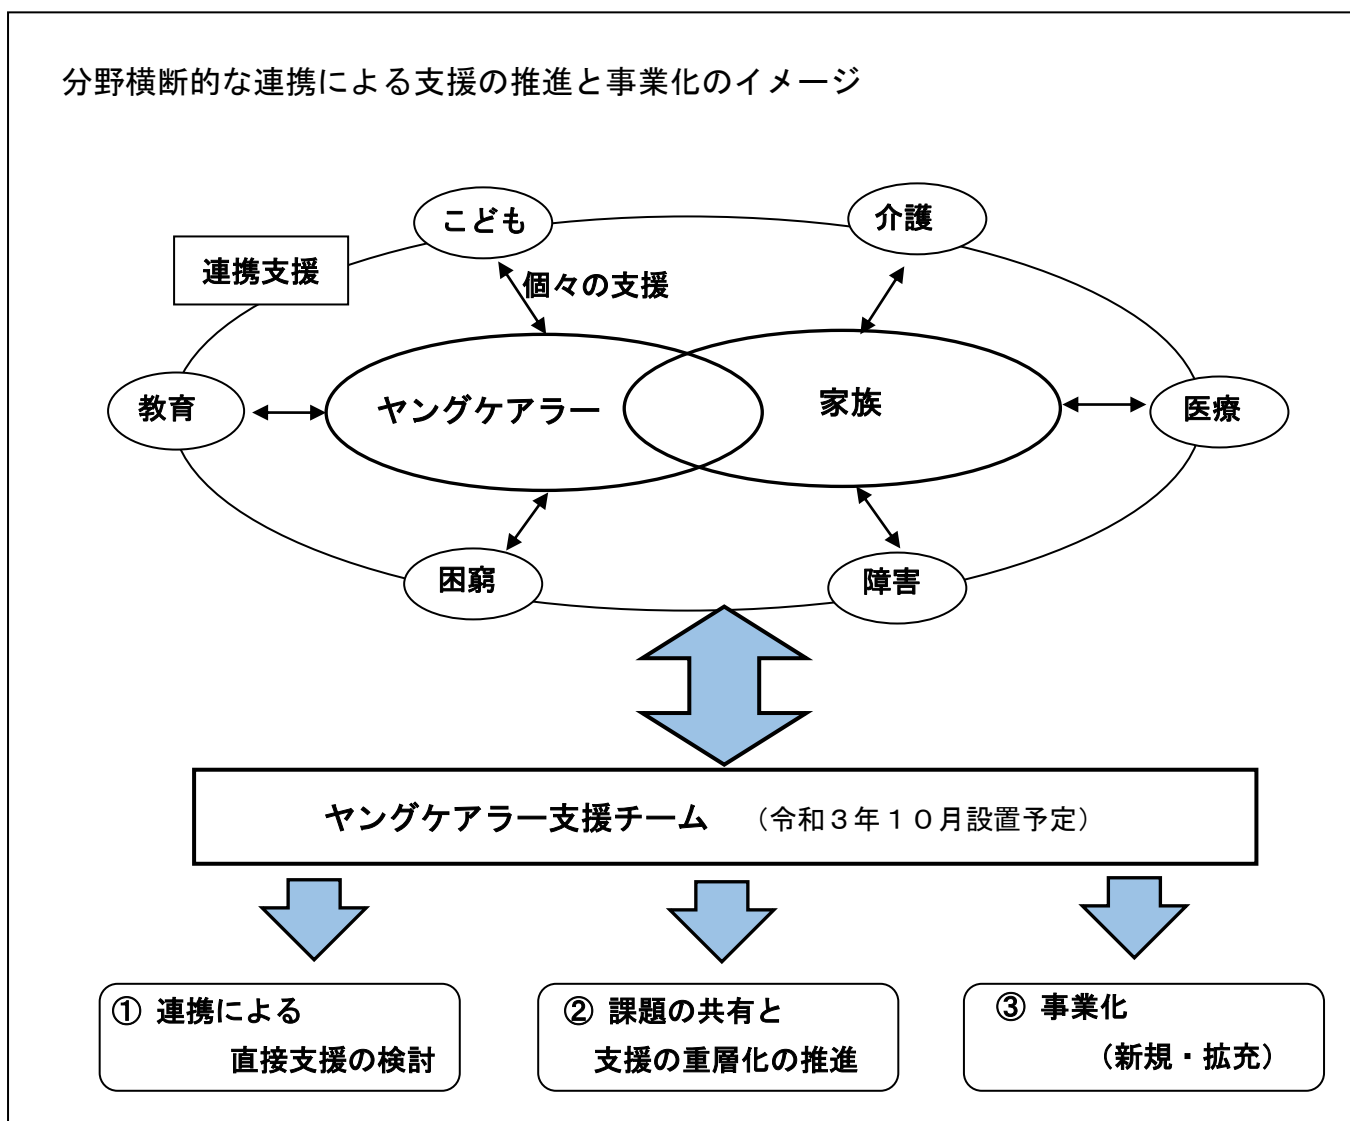 分野横断的な連携による支援の推進と事業化のイメージ
こども
介護
連携支援
個々の支援
教育
ヤングケアラー
家族
医療
困窮
障害
ヤングケアラー支援チーム （令和３年１０月設置予定）
① 連携による
直接支援の検討
② 課題の共有と
支援の重層化の推進
③ 事業化
（新規・拡充）